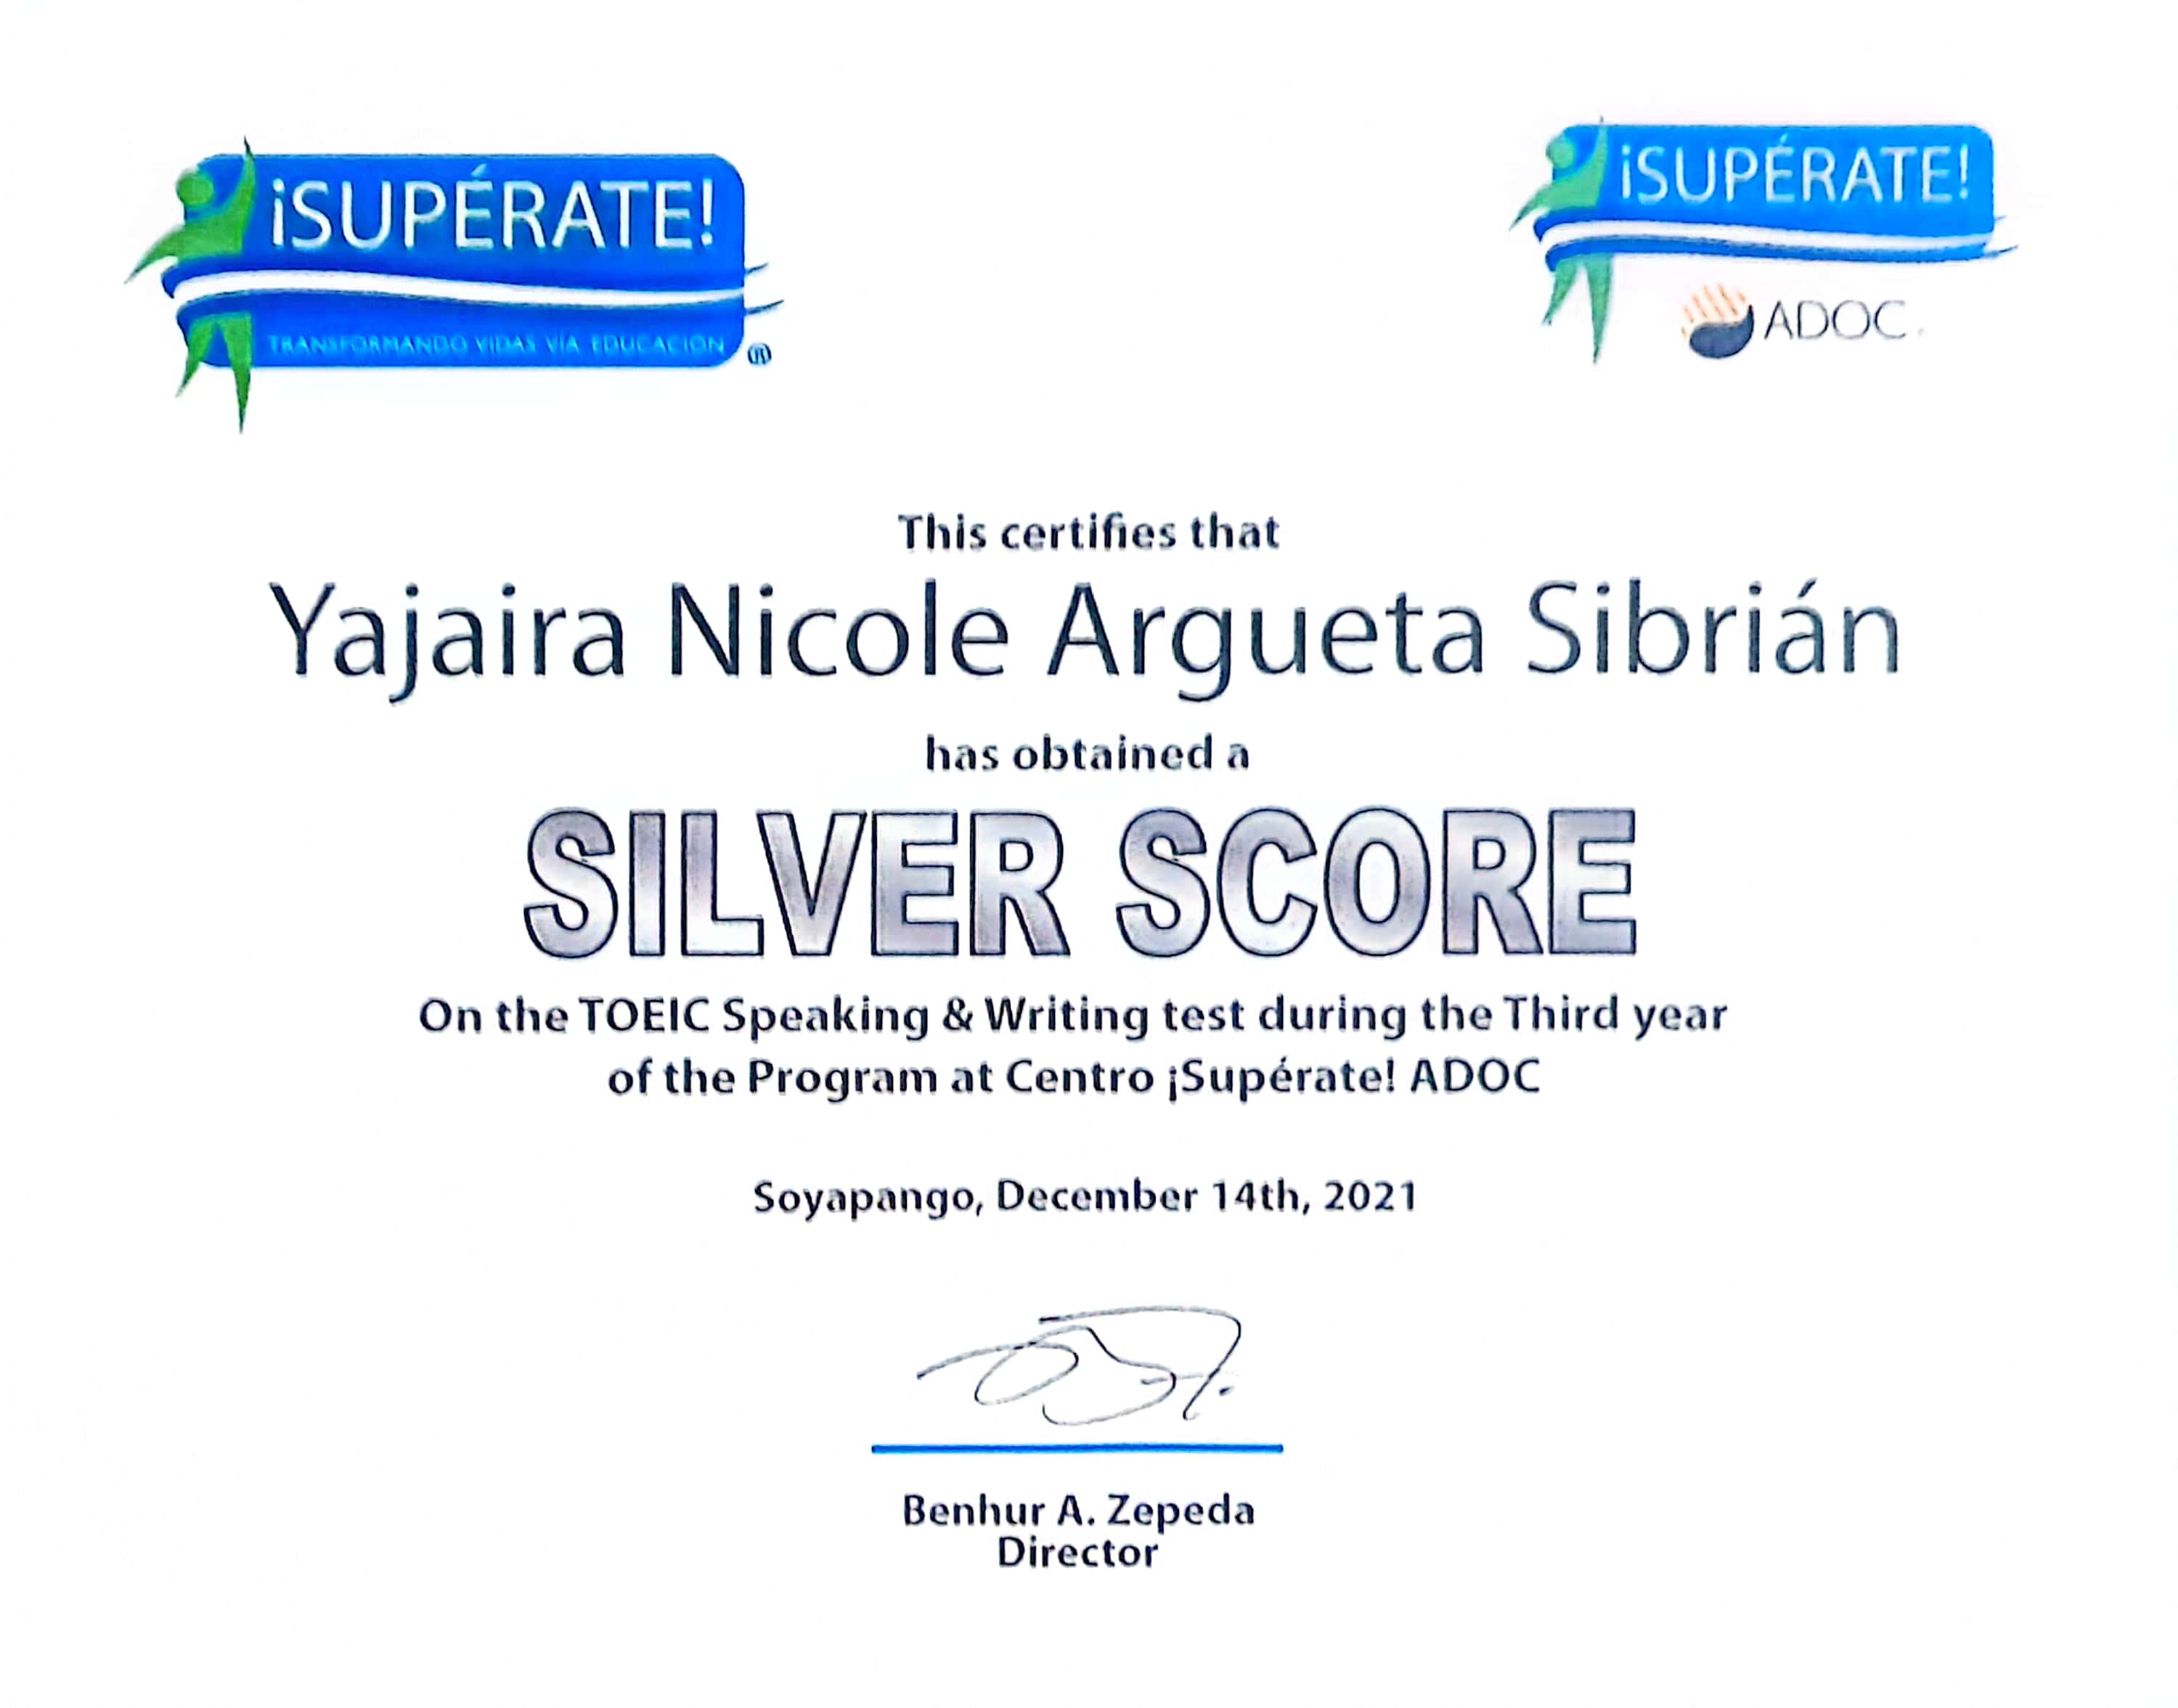 ¡SUPÉRATE!
TRANSFORMANDO VIDAS VÍA EDUCACIÓN
®
¡SUPÉRATE!
ADOC
This certifies that
Yajaira Nicole Argueta Sibrián
has obtained a
SILVER SCORE
On the TOEIC Speaking & Writing test during the Third year
of the Program at Centro ¡Supérate! ADOC
Soyapango, December 14th, 2021
Benhur A. Zepeda
Director